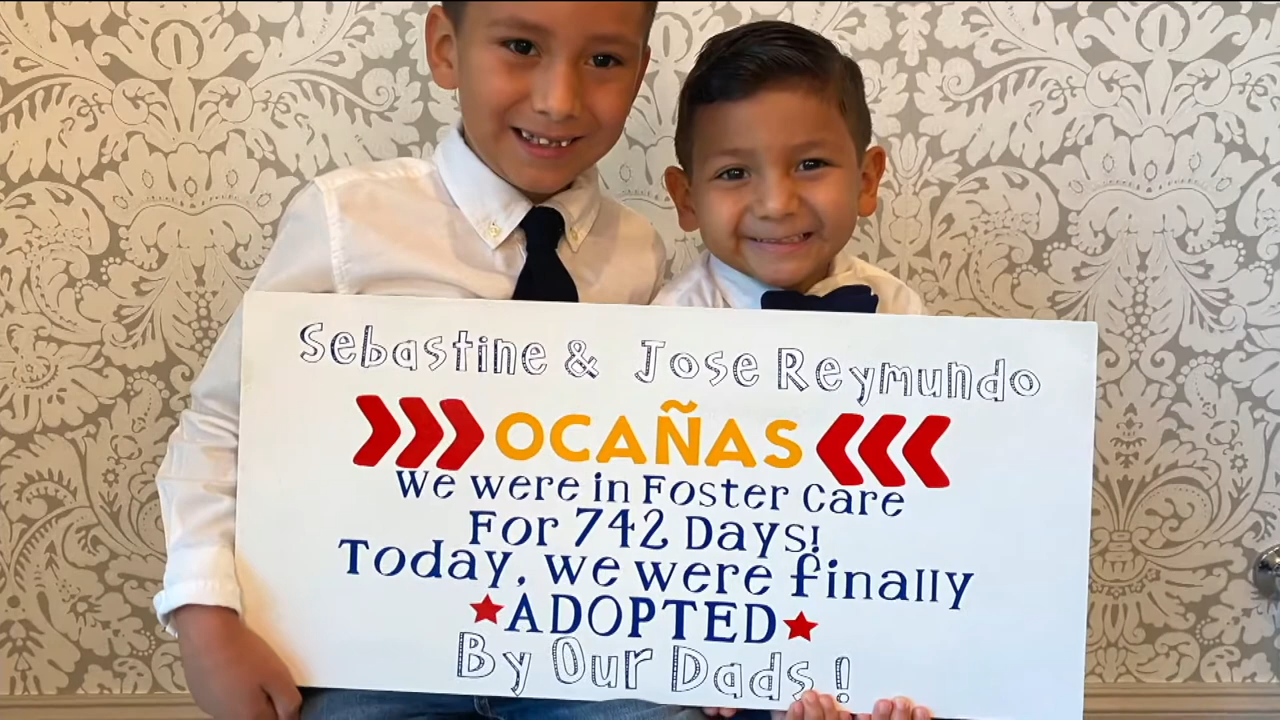 Sebastine & Jose Reymundo
OCAÑAS
We were in Foster Care
For 742 Days!
Today, we were finally
ADOPTED
By Our Dads!